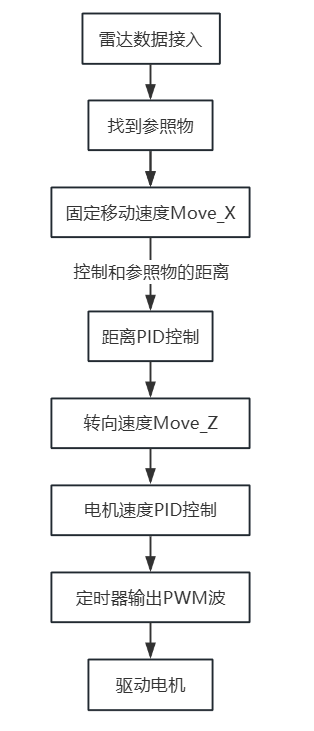 雷达数据接入
找到参照物
固定移动速度Move_X
控制和参照物的距离
距离PID控制
转向速度Move_Z
电机速度PID控制
定时器输出PWM波
驱动电机